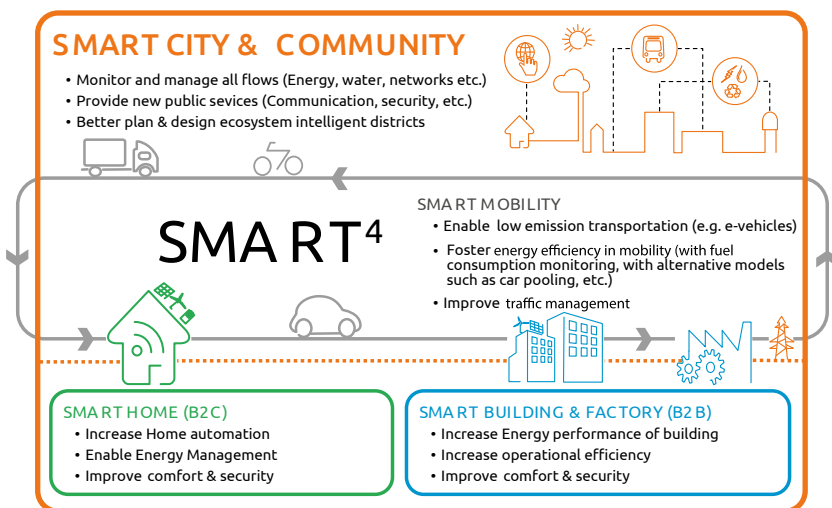 SMART CITY & COMMUNITY
• Monitor and manage all flows (Energy, water, networks etc.)
• Provide new public sevices (Communication, security, etc.)
• Better plan & design ecosystem intelligent districts
SMART⁴
SMART MOBILITY
• Enable low emission transportation (e.g. e-vehicles)
• Foster energy efficiency in mobility (with fuel
consumption monitoring, with alternative models
such as car pooling, etc.)
• Improve traffic management
SMART HOME (B2C)
• Increase Home automation
• Enable Energy Management
• Improve comfort & security
SMART BUILDING & FACTORY (B2B)
• Increase Energy performance of building
• Increase operational efficiency
• Improve comfort & security